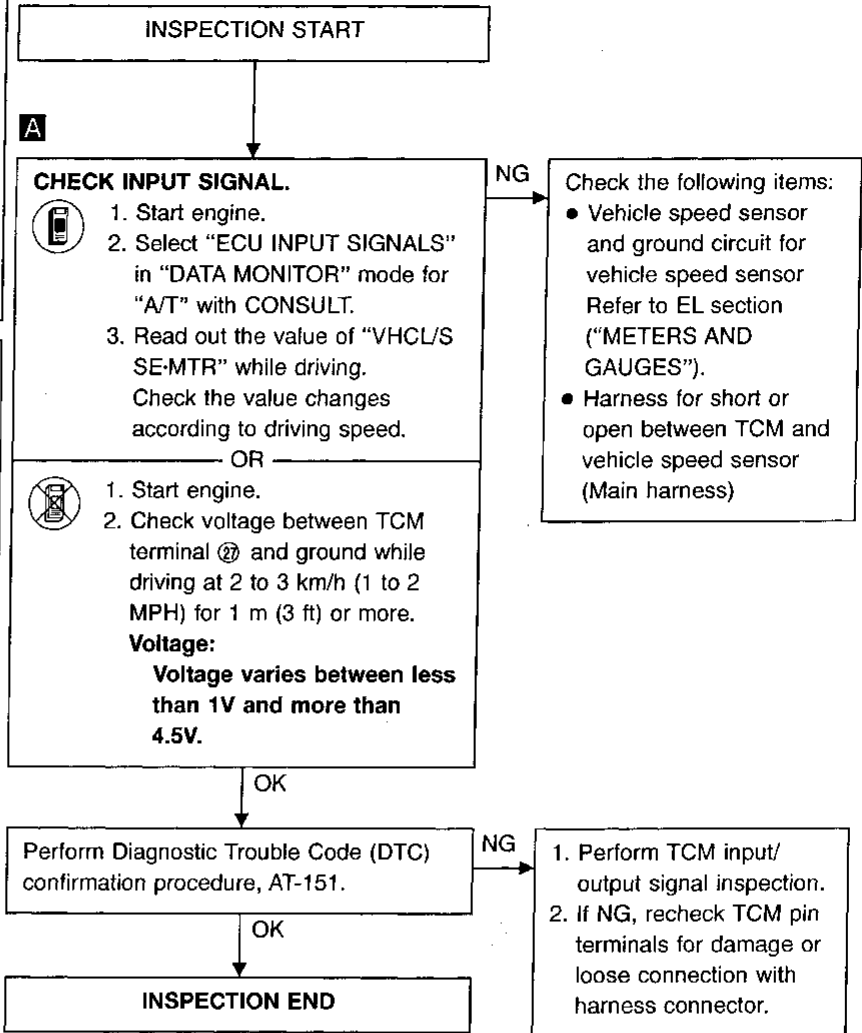 INSPECTION START
A
CHECK INPUT SIGNAL.
1. Start engine.
2. Select “ECU INPUT SIGNALS”
in “DATA MONITOR” mode for
“A/T” with CONSULT.
3. Read out the value of “VHCL/S
SE·MTR” while driving.
Check the value changes
according to driving speed.
OR
1. Start engine.
2. Check voltage between TCM
terminal ㉗ and ground while
driving at 2 to 3 km/h (1 to 2
MPH) for 1 m (3 ft) or more.
Voltage:
Voltage varies between less
than 1V and more than
4.5V.
NG
Check the following items:
● Vehicle speed sensor
and ground circuit for
vehicle speed sensor
Refer to EL section
(“METERS AND
GAUGES”).
● Harness for short or
open between TCM and
vehicle speed sensor
(Main harness)
OK
Perform Diagnostic Trouble Code (DTC)
confirmation procedure, AT-151.
NG
1. Perform TCM input/
output signal inspection.
2. If NG, recheck TCM pin
terminals for damage or
loose connection with
harness connector.
OK
INSPECTION END